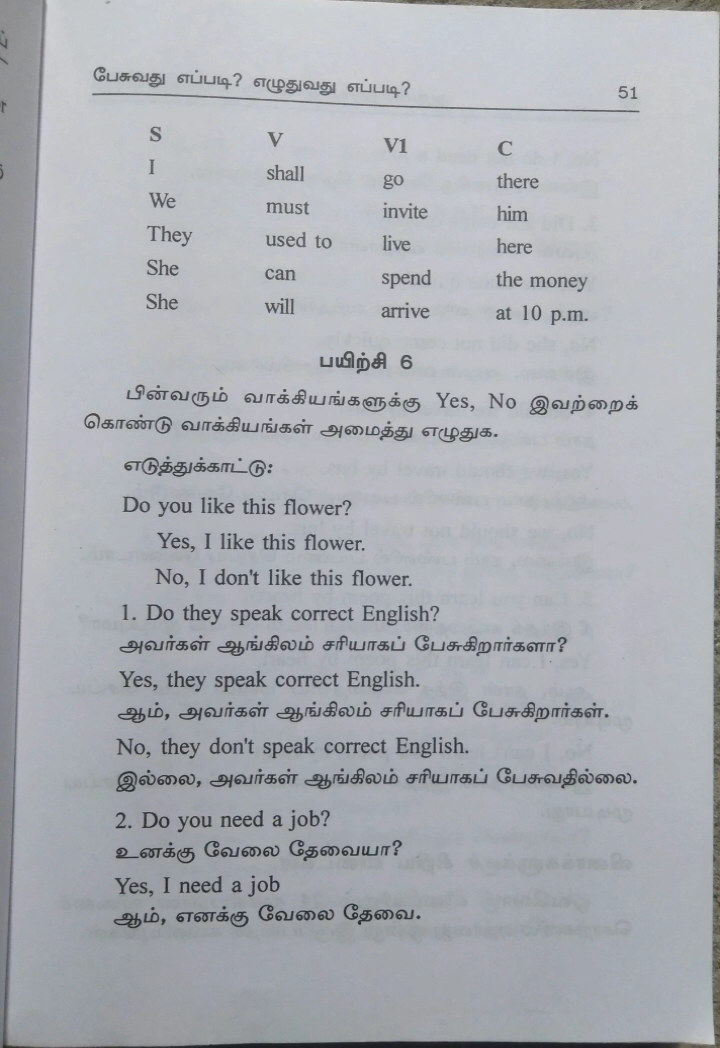 பேசுவது எப்படி? எழுதுவது எப்படி? 51
S V V1 C
I shall go there
We must invite him
They used to live here
She can spend the money
She will arrive at 10 p.m.
பயிற்சி 6
பின்வரும் வாக்கியங்களுக்கு Yes, No இவற்றைக்
கொண்டு வாக்கியங்கள் அமைத்து எழுதுக.
எடுத்துக்காட்டு:
Do you like this flower?
Yes, I like this flower.
No, I don't like this flower.
1. Do they speak correct English?
அவர்கள் ஆங்கிலம் சரியாகப் பேசுகிறார்களா?
Yes, they speak correct English.
ஆம், அவர்கள் ஆங்கிலம் சரியாகப் பேசுகிறார்கள்.
No, they don't speak correct English.
இல்லை, அவர்கள் ஆங்கிலம் சரியாகப் பேசுவதில்லை.
2. Do you need a job?
உனக்கு வேலை தேவையா?
Yes, I need a job
ஆம், எனக்கு வேலை தேவை.